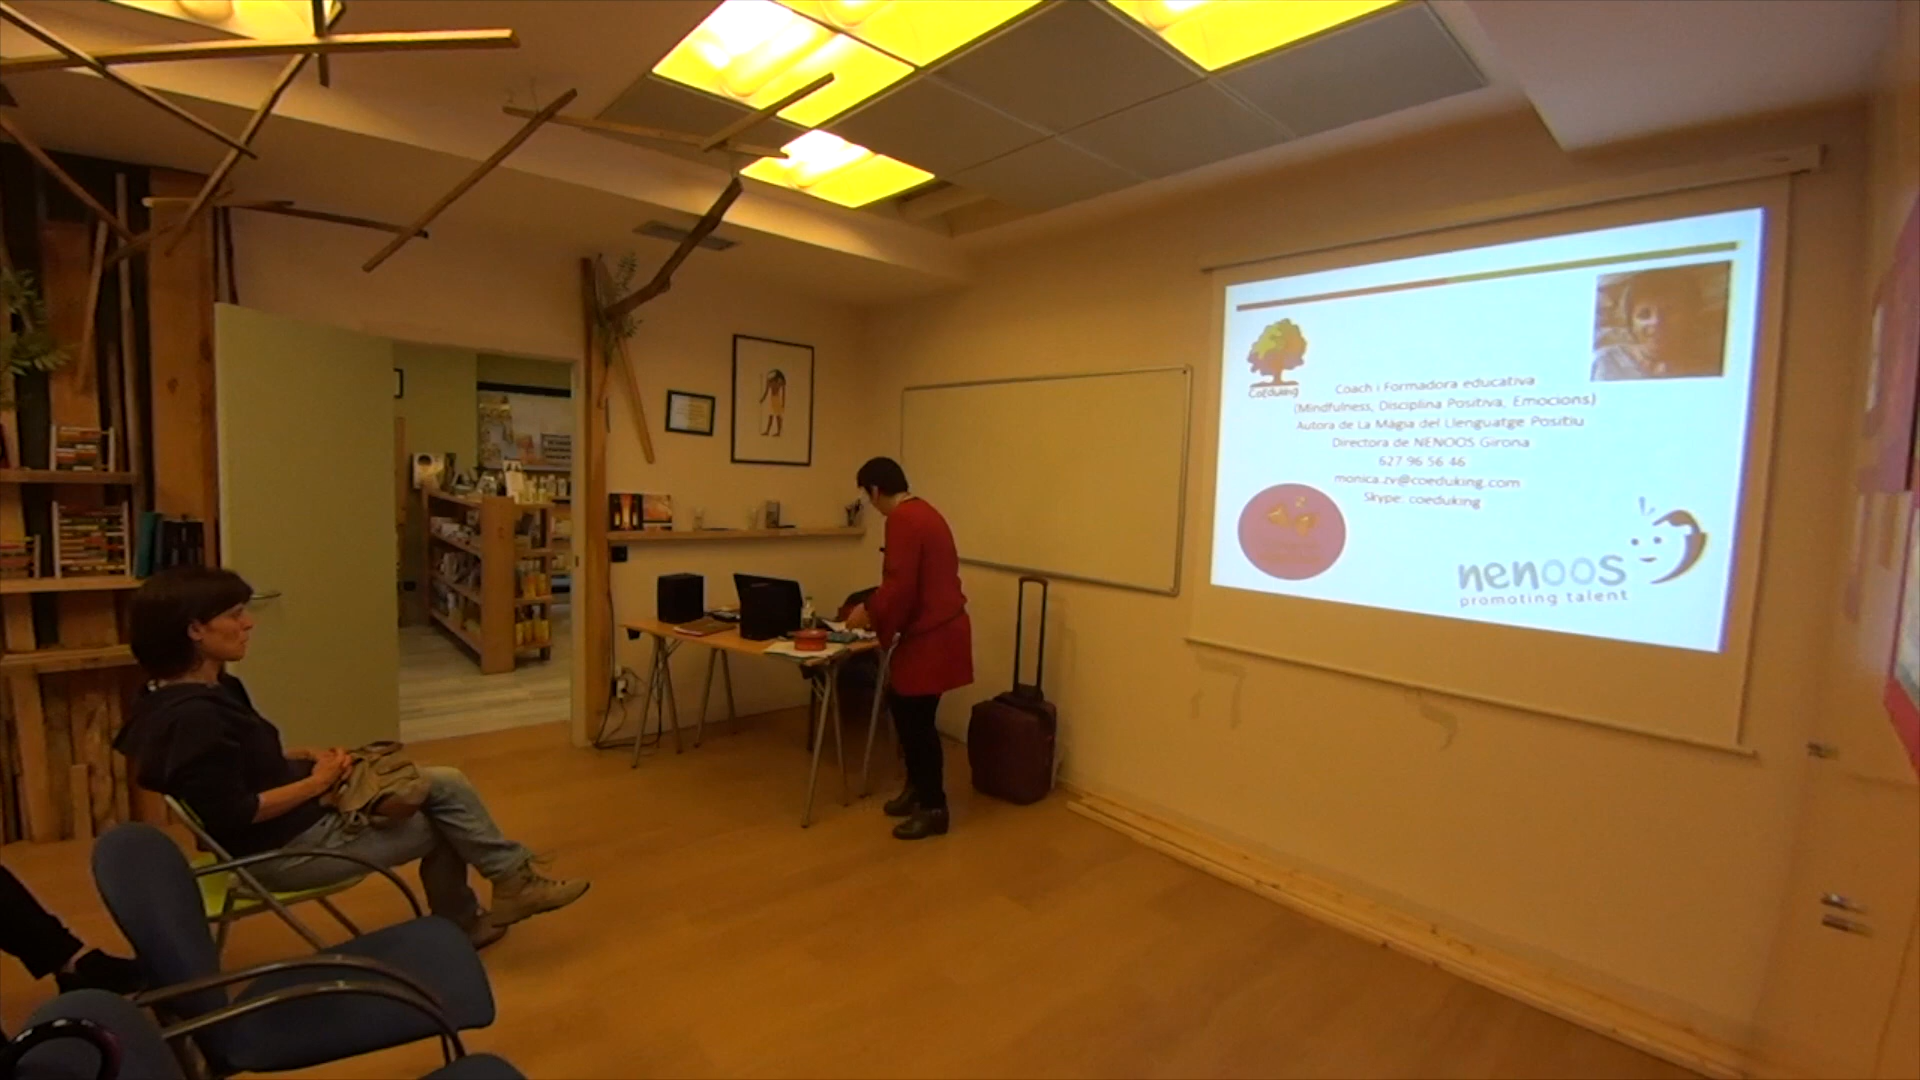 Coeduking
Coach i Formadora educativa
(Mindfulness, Disciplina Positiva, Emocions)
Autora de La Màgia del Llenguatge Positiu
Directora de NENOOS Girona
627 96 56 46
monica.zv@coeduking.com
Skype: coeduking
nenoos
promoting talent